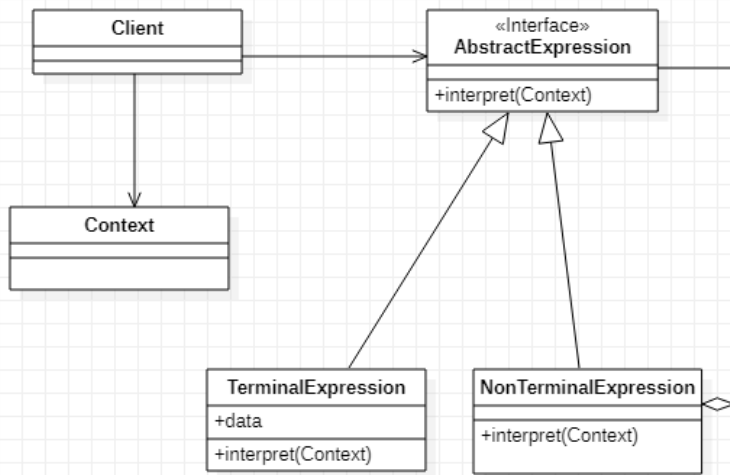 Client
«Interface»
AbstractExpression
+interpret(Context)
Context
TerminalExpression
+data
+interpret(Context)
NonTerminalExpression
+interpret(Context)